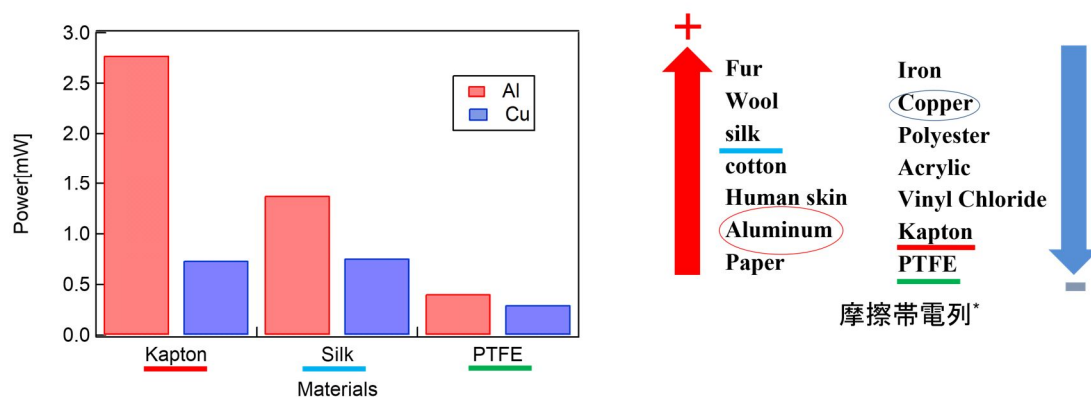 3.0
2.5
2.0
1.5
1.0
0.5
0.0
Power[mW]
Al
Cu
Kapton
Silk
PTFE
Materials
+
Fur
Wool
silk
cotton
Human skin
Aluminum
Paper
Iron
Copper
Polyester
Acrylic
Vinyl Chloride
Kapton
PTFE
-
摩擦帯電列*